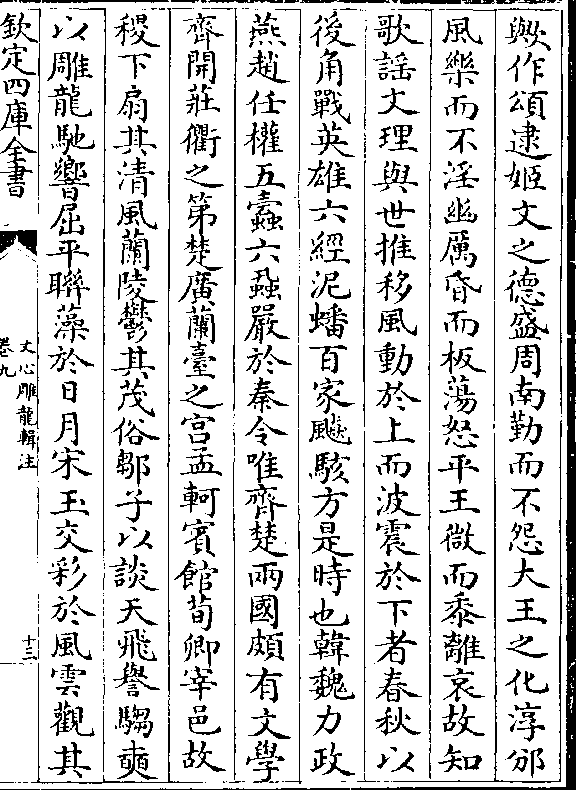 歟作頌逮姬文之德盛周南勤而不怨大王之化淳邠
風樂而不淫幽厲昏而板蕩怒平王微而黍離哀故知
歌謡文理與世推移風動於上而波震於下者春秋以
後角戰英雄六經泥蟠百家飇駭方是時也韓魏力政
燕趙任權五蠧六蝨嚴於秦令唯齊楚兩國頗有文學
齊開莊衢之第楚廣蘭臺之宫孟軻賓館荀卿宰邑故
稷下扇其清風蘭陵鬱其茂俗鄒子以談天飛譽騶奭
以雕龍馳響屈平聮藻於日月宋玉交彩於風雲觀其
欽定四庫全書
文心雕龍輯注
卷九
十三